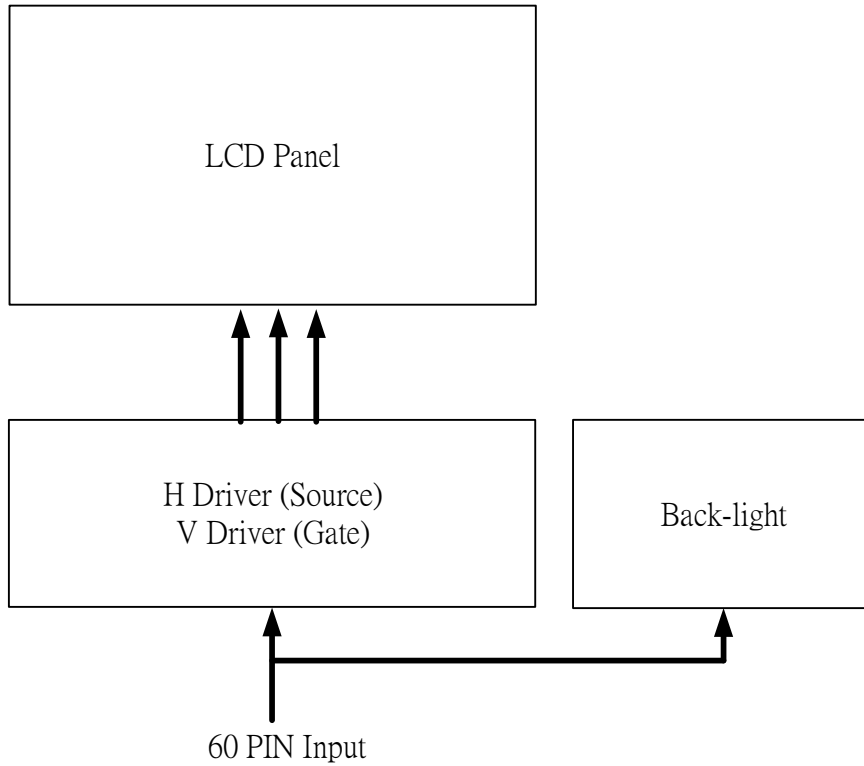 LCD Panel
H Driver (Source)
V Driver (Gate)
Back-light
60 PIN Input